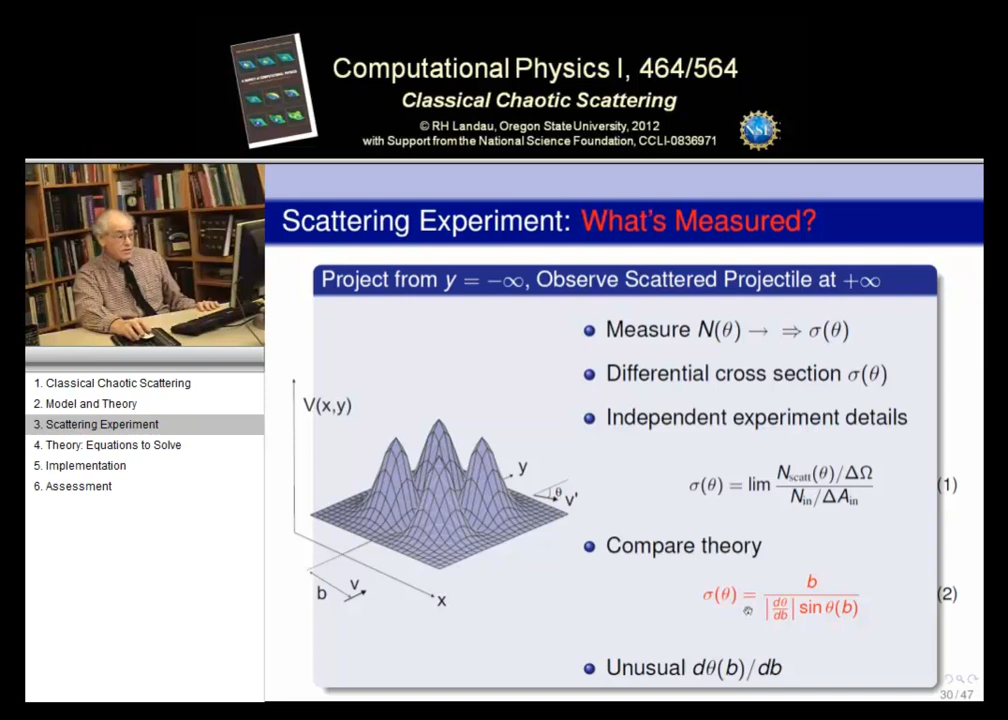 Computational Physics I, 464/564
Classical Chaotic Scattering
© RH Landau, Oregon State University, 2012
with Support from the National Science Foundation, CCLI-0836971
NSF
Scattering Experiment: What's Measured?
Project from y = −∞, Observe Scattered Projectile at +∞
Measure N(θ) → ⇒ σ(θ)
Differential cross section σ(θ)
Independent experiment details
σ(θ) = lim N_scatt(θ)/ΔΩ / N_in/ΔA_in (1)
Compare theory
σ(θ) = b / |dθ/db| sin θ(b) (2)
Unusual dθ(b)/db
V(x,y)
y
θ
v'
v
b
x
1. Classical Chaotic Scattering
2. Model and Theory
3. Scattering Experiment
4. Theory: Equations to Solve
5. Implementation
6. Assessment
30 / 47